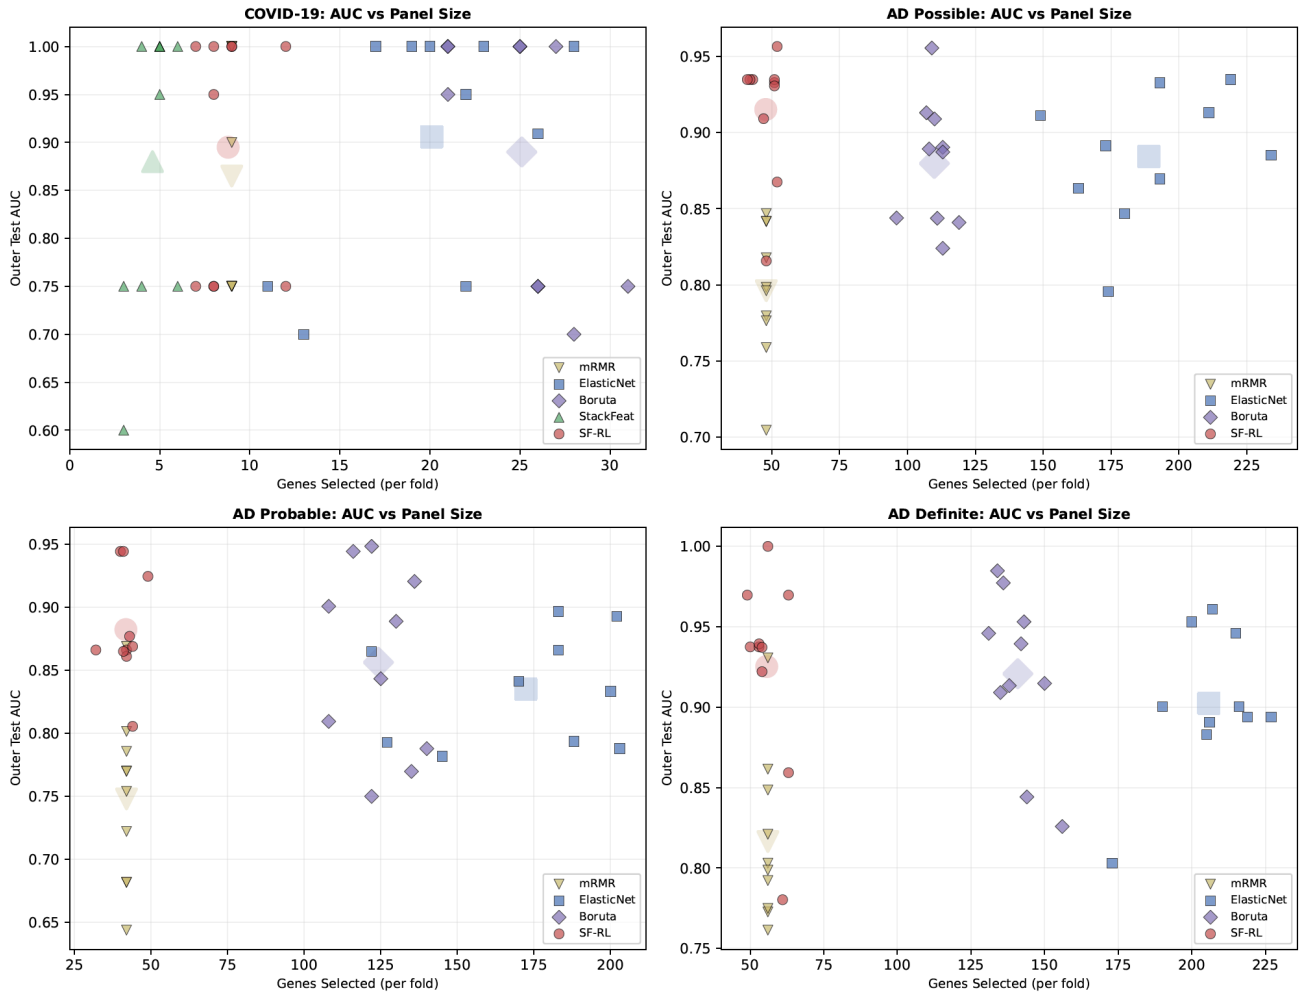 COVID-19: AUC vs Panel Size
Outer Test AUC
1.00
0.95
0.90
0.85
0.80
0.75
0.70
0.65
0.60
0
5
10
15
20
25
30
Genes Selected (per fold)
mRMR
ElasticNet
Boruta
StackFeat
SF-RL
AD Possible: AUC vs Panel Size
Outer Test AUC
0.95
0.90
0.85
0.80
0.75
0.70
50
75
100
125
150
175
200
225
Genes Selected (per fold)
mRMR
ElasticNet
Boruta
SF-RL
AD Probable: AUC vs Panel Size
Outer Test AUC
0.95
0.90
0.85
0.80
0.75
0.70
0.65
25
50
75
100
125
150
175
200
Genes Selected (per fold)
mRMR
ElasticNet
Boruta
SF-RL
AD Definite: AUC vs Panel Size
Outer Test AUC
1.00
0.95
0.90
0.85
0.80
0.75
50
75
100
125
150
175
200
225
Genes Selected (per fold)
mRMR
ElasticNet
Boruta
SF-RL